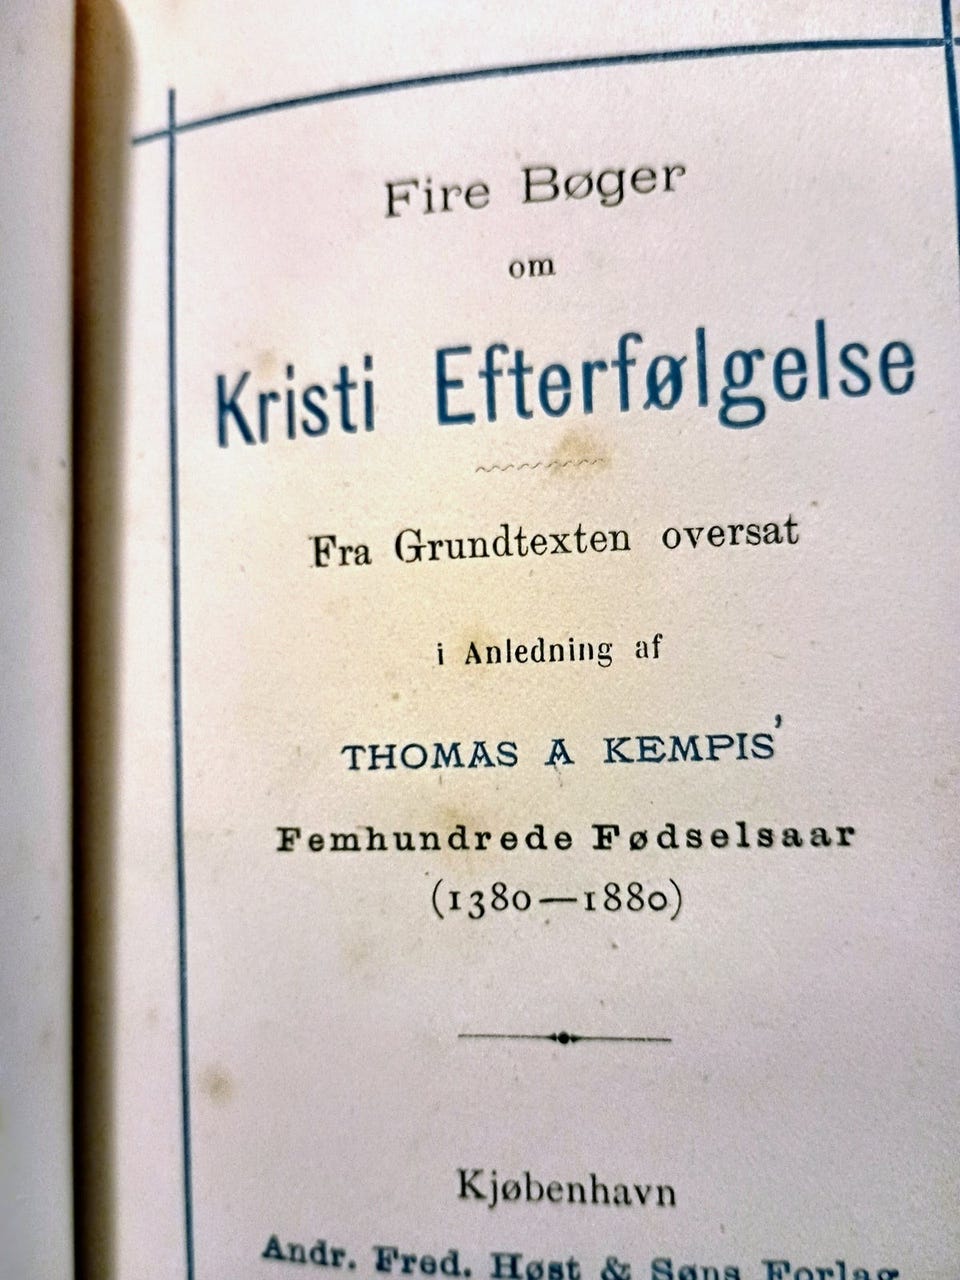 Fire Bøger
om
Kristi Efterfølgelse
Fra Grundtexten oversat
i Anledning af
THOMAS A KEMPIS'
Femhundrede Fødselsaar
(1380—1880)
Kjøbenhavn
Andr. Fred. Høst & Søns Forlag